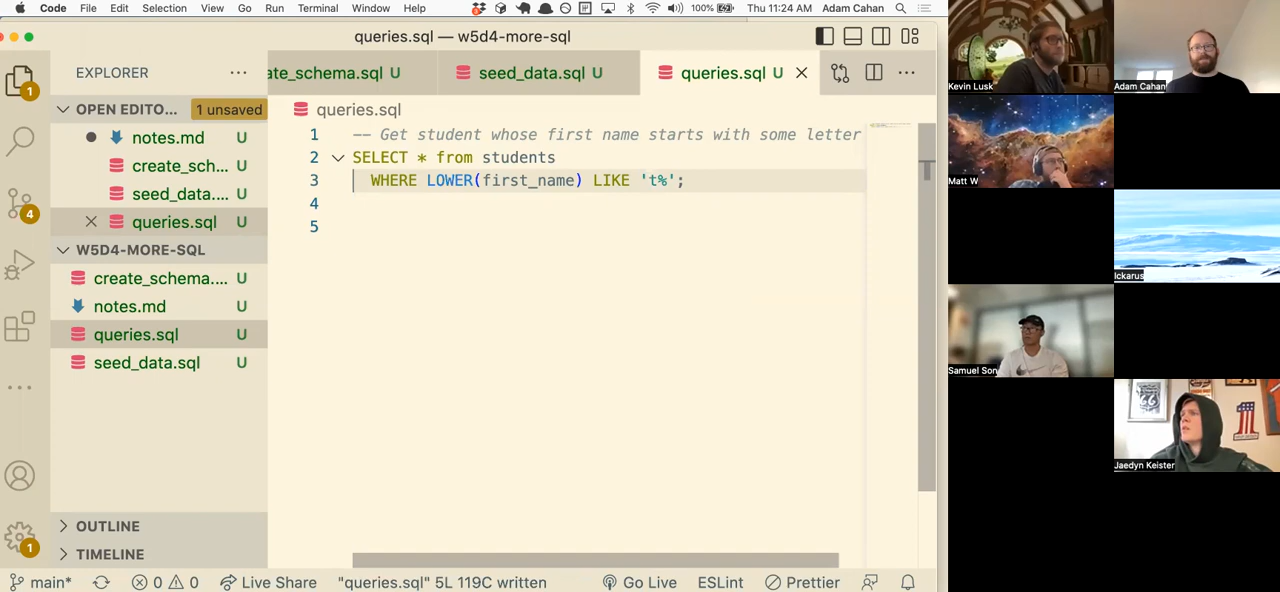 Code File Edit Selection View Go Run Terminal Window Help 100% Thu 11:24 AM Adam Cahan
queries.sql — w5d4-more-sql
EXPLORER
ate_schema.sql U seed_data.sql U queries.sql U
OPEN EDITO... 1 unsaved
notes.md U
create_sch... U
seed_data.... U
queries.sql U
W5D4-MORE-SQL
create_schema.... U
notes.md U
queries.sql U
seed_data.sql U
OUTLINE
TIMELINE
1
4
1
queries.sql
1 -- Get student whose first name starts with some letter
2 SELECT * from students
3 WHERE LOWER(first_name) LIKE 't%';
4
5
main* 0 0 Live Share "queries.sql" 5L 119C written Go Live ESLint Prettier
Kevin Lusk
Adam Cahan
Matt W
Ickarus
Samuel Son
Jaedyn Keister
66
1